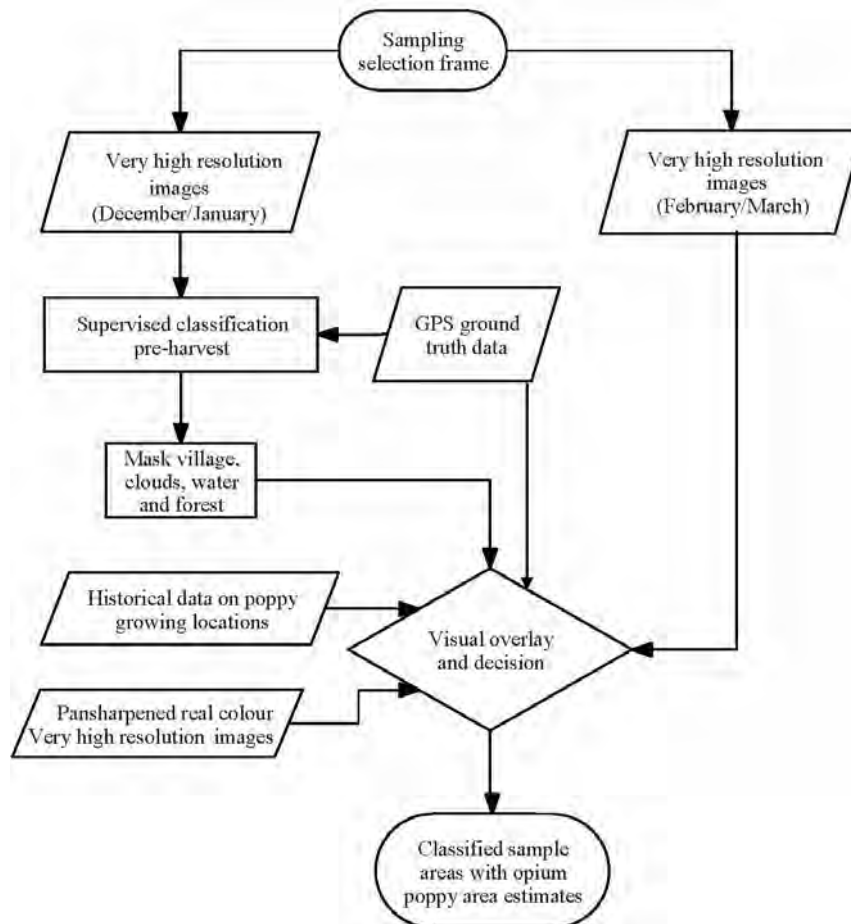 Sampling
selection frame
Very high resolution
images
(December/January)
Very high resolution
images
(February/March)
Supervised classification
pre-harvest
GPS ground
truth data
Mask village,
clouds, water
and forest
Historical data on poppy
growing locations
Visual overlay
and decision
Pansharpened real colour
Very high resolution images
Classified sample
areas with opium
poppy area estimates